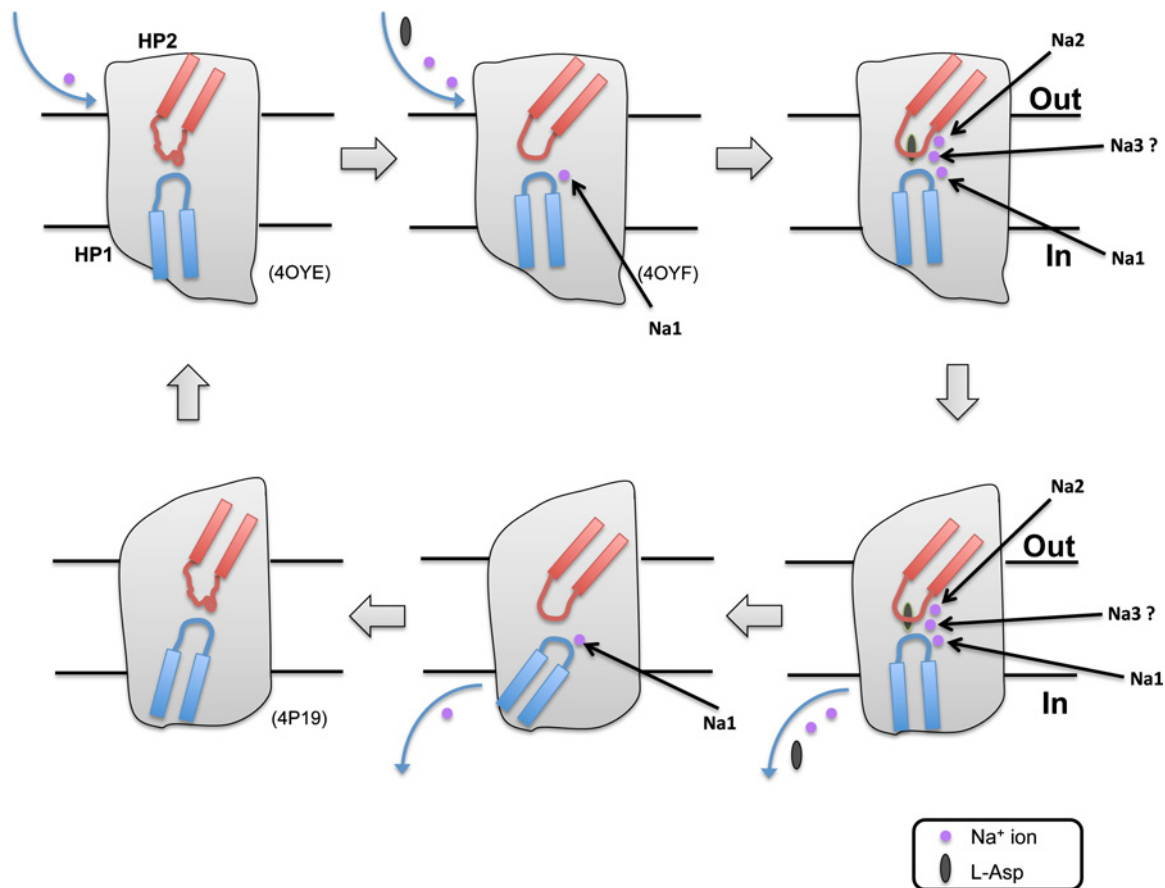 HP2
HP1
(4OYE)
(4OYF)
Na1
Na2
Out
Na3 ?
In
Na1
(4P19)
Na1
Na2
Out
Na3 ?
Na1
In
Na⁺ ion
L-Asp